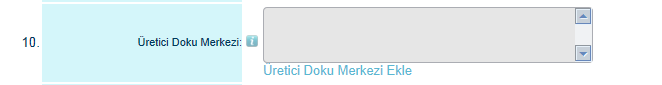 10. Üretici Doku Merkezi: i
Üretici Doku Merkezi Ekle